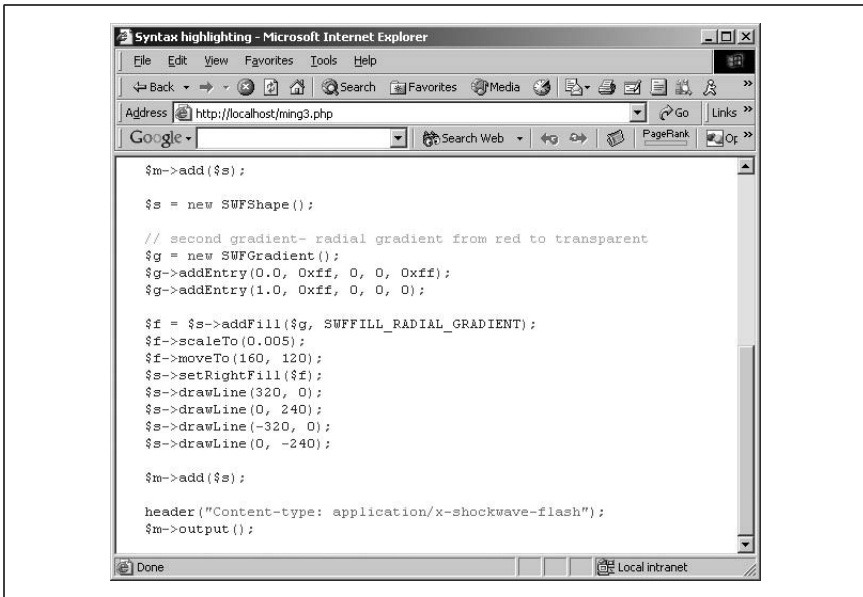 Syntax highlighting - Microsoft Internet Explorer
File Edit View Favorites Tools Help
Back Search Favorites Media »
Address http://localhost/ming3.php Go Links »
Google Search Web PageRank Op »
$m->add($s);
$s = new SWFShape();
// second gradient- radial gradient from red to transparent
$g = new SWFGradient();
$g->addEntry(0.0, 0xff, 0, 0, 0xff);
$g->addEntry(1.0, 0xff, 0, 0, 0);
$f = $s->addFill($g, SWFFILL_RADIAL_GRADIENT);
$f->scaleTo(0.005);
$f->moveTo(160, 120);
$s->setRightFill($f);
$s->drawLine(320, 0);
$s->drawLine(0, 240);
$s->drawLine(-320, 0);
$s->drawLine(0, -240);
$m->add($s);
header("Content-type: application/x-shockwave-flash");
$m->output();
Done Local intranet